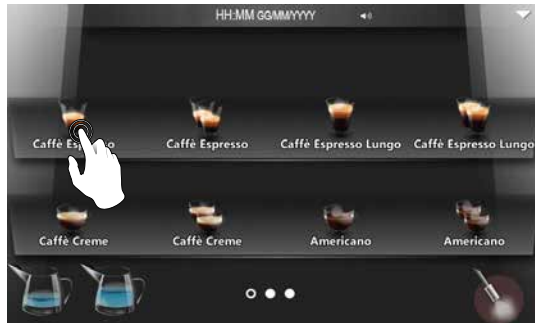 HH:MM GG/MM/YYYY
Caffè Espresso Caffè Espresso Caffè Espresso Lungo Caffè Espresso Lungo
Caffè Creme Caffè Creme Americano Americano